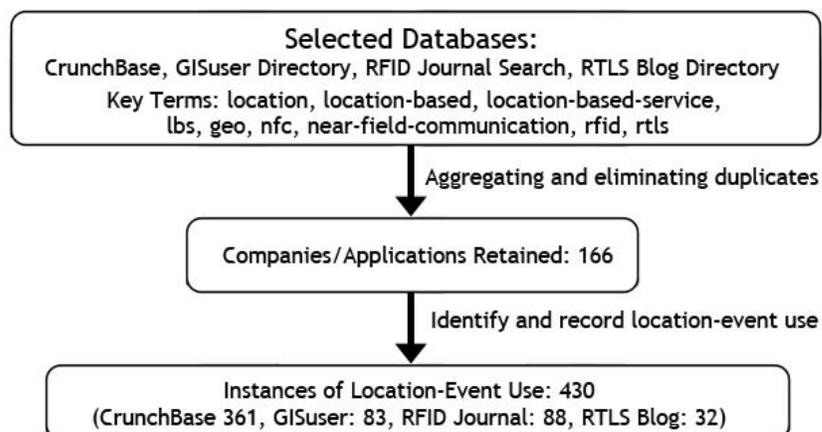 Selected Databases:
CrunchBase, GISuser Directory, RFID Journal Search, RTLS Blog Directory
Key Terms: location, location-based, location-based-service,
lbs, geo, nfc, near-field-communication, rfid, rtls
Aggregating and eliminating duplicates
Companies/Applications Retained: 166
Identify and record location-event use
Instances of Location-Event Use: 430
(CrunchBase 361, GISuser: 83, RFID Journal: 88, RTLS Blog: 32)